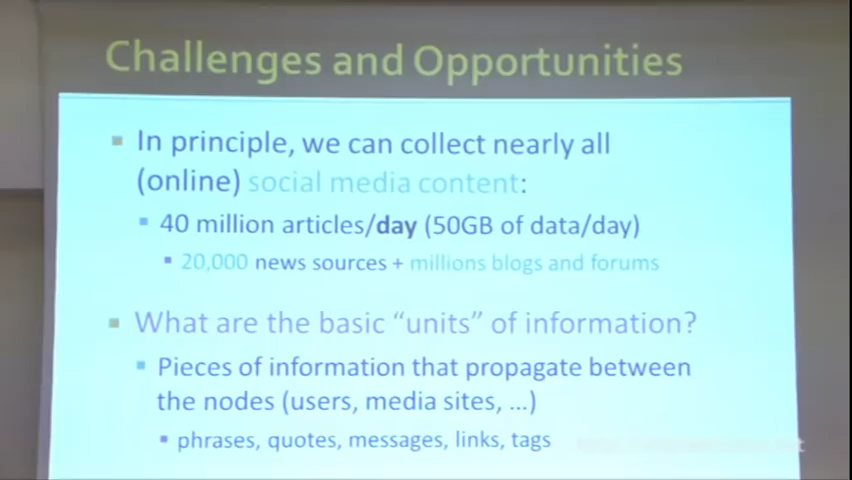 Challenges and Opportunities
In principle, we can collect nearly all
(online) social media content:
40 million articles/day (50GB of data/day)
20,000 news sources + millions blogs and forums
What are the basic “units” of information?
Pieces of information that propagate between
the nodes (users, media sites, …)
phrases, quotes, messages, links, tags